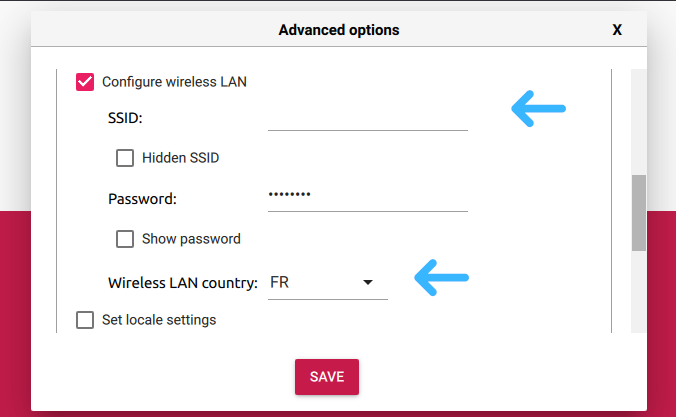 Advanced options X
Configure wireless LAN
SSID:
Hidden SSID
Password: ••••••••
Show password
Wireless LAN country: FR
Set locale settings
SAVE